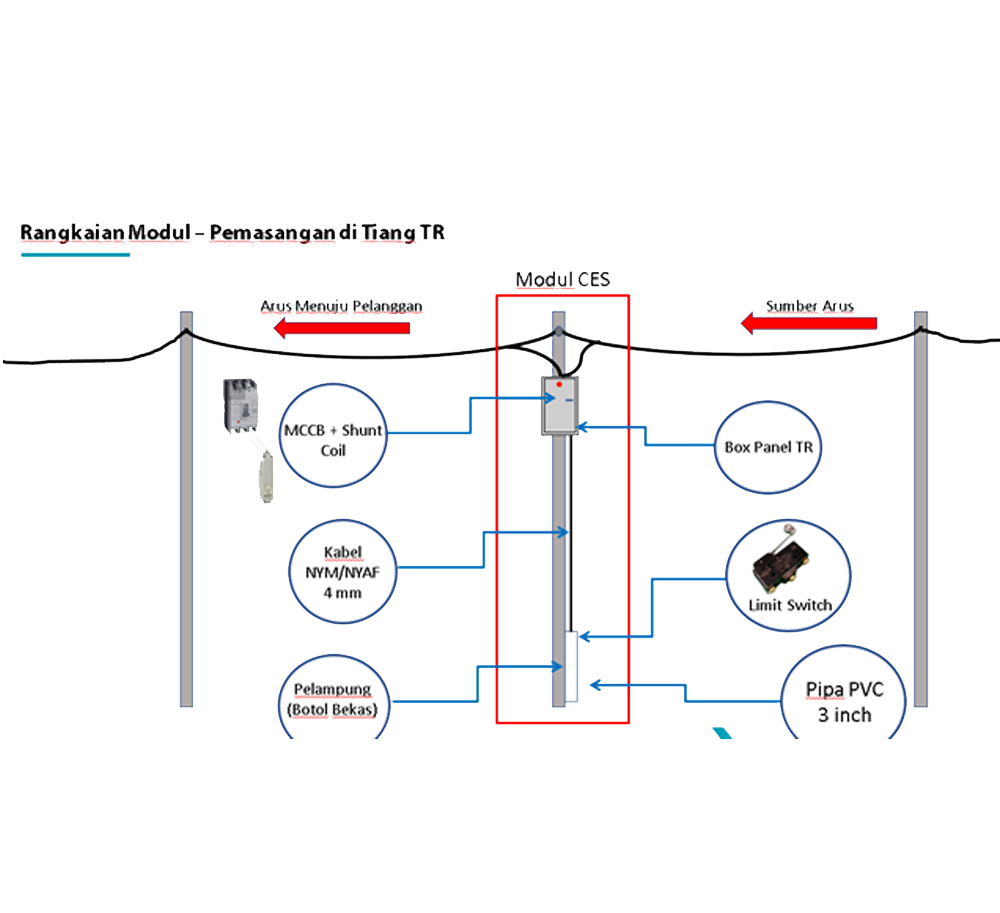 Rangkaian Modul – Pemasangan di Tiang TR
Modul CES
Arus Menuju Pelanggan
Sumber Arus
MCCB + Shunt
Coil
Box Panel TR
Kabel
NYM/NYAF
4 mm
Limit Switch
Pelampung
(Botol Bekas)
Pipa PVC
3 inch